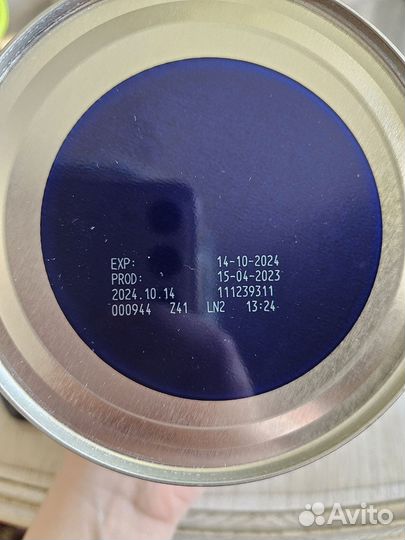 EXP: 14-10-2024
PROD: 15-04-2023
2024.10.14 111239311
000944 Z41 LN2 13:24
Avito